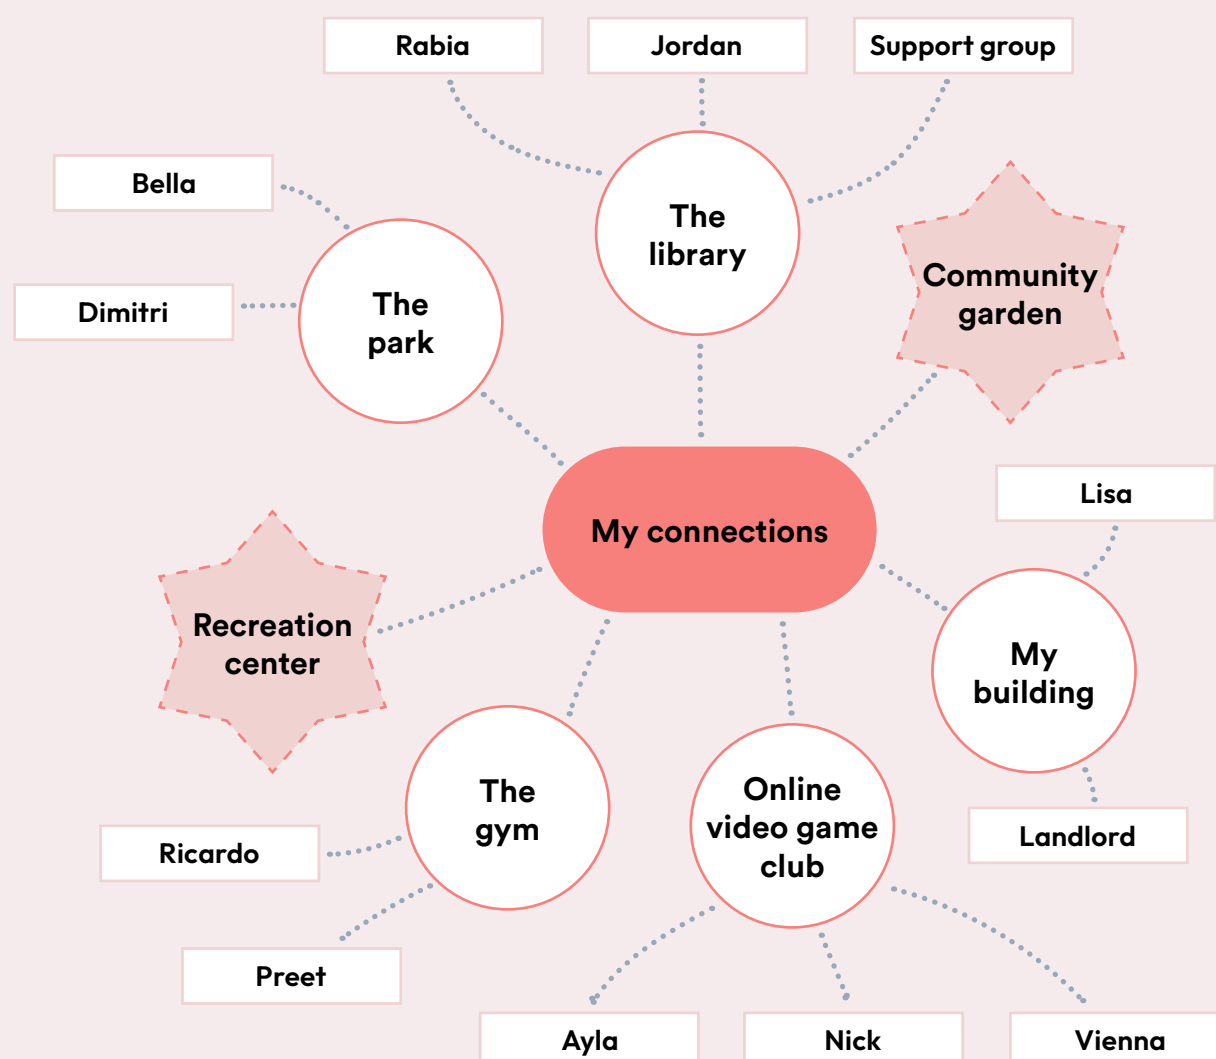 Rabia
Jordan
Support group
Bella
The
library
Community
garden
Dimitri
The
park
Lisa
My connections
Recreation
center
My
building
The
gym
Online
video game
club
Landlord
Ricardo
Preet
Ayla
Nick
Vienna